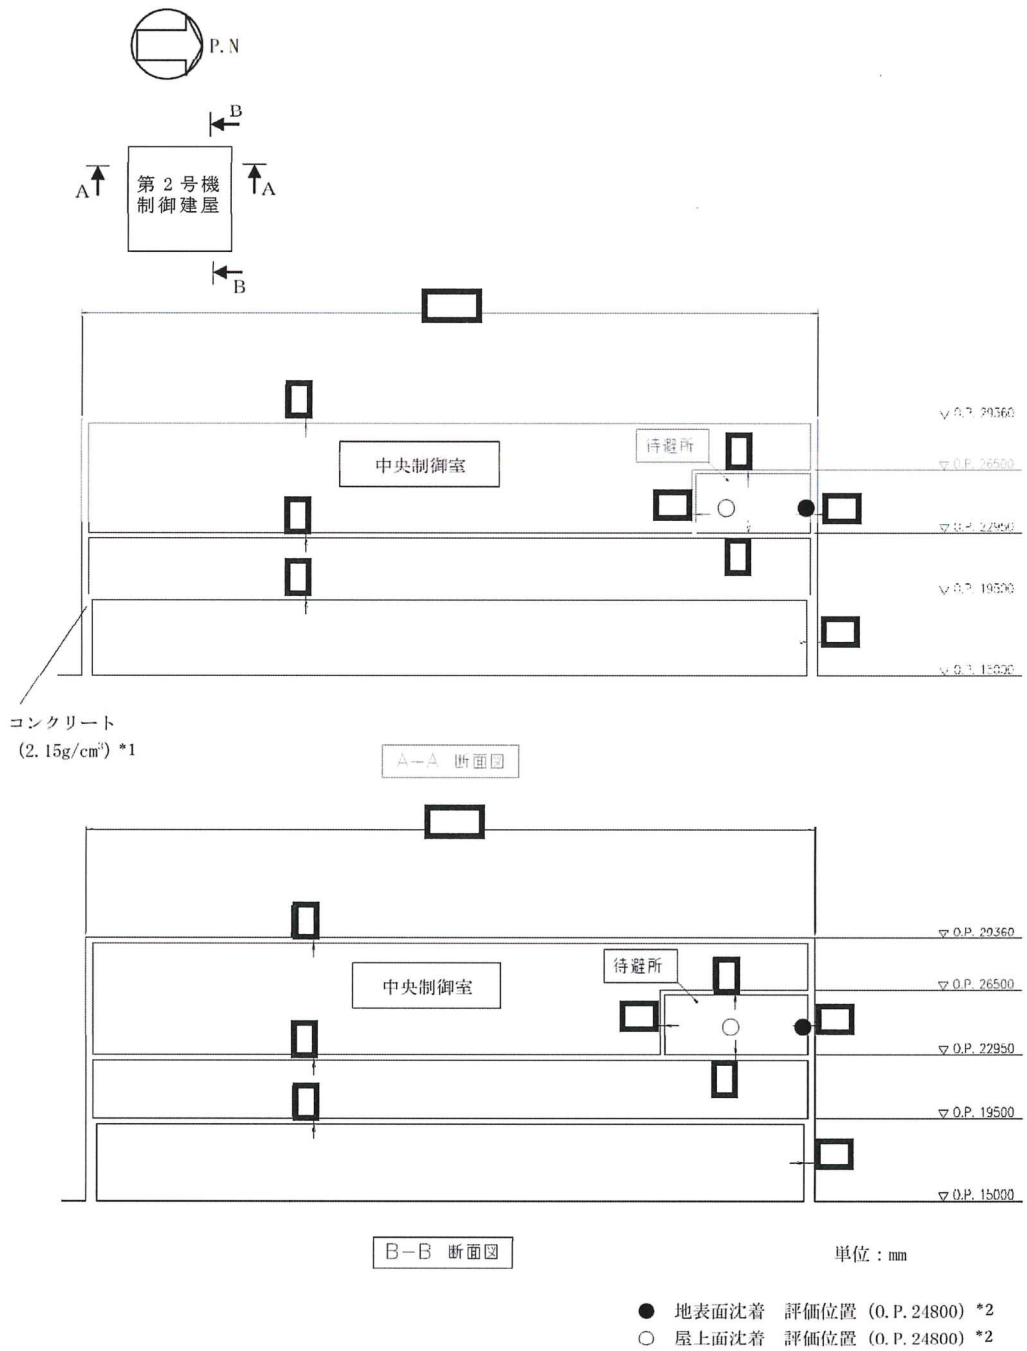 P.N
B
A
A
第2号機
制御建屋
B
▽ O.P. 29360
中央制御室
待避所
▽ O.P. 26500
▽ O.P. 22950
▽ O.P. 19500
▽ O.P. 15000
コンクリート
(2.15g/cm³) *1
A-A 断面図
▽ O.P. 29360
待避所
中央制御室
▽ O.P. 26500
▽ O.P. 22950
▽ O.P. 19500
▽ O.P. 15000
B-B 断面図
単位:mm
● 地表面沈着 評価位置 (O.P.24800) *2
○ 屋上面沈着 評価位置 (O.P.24800) *2